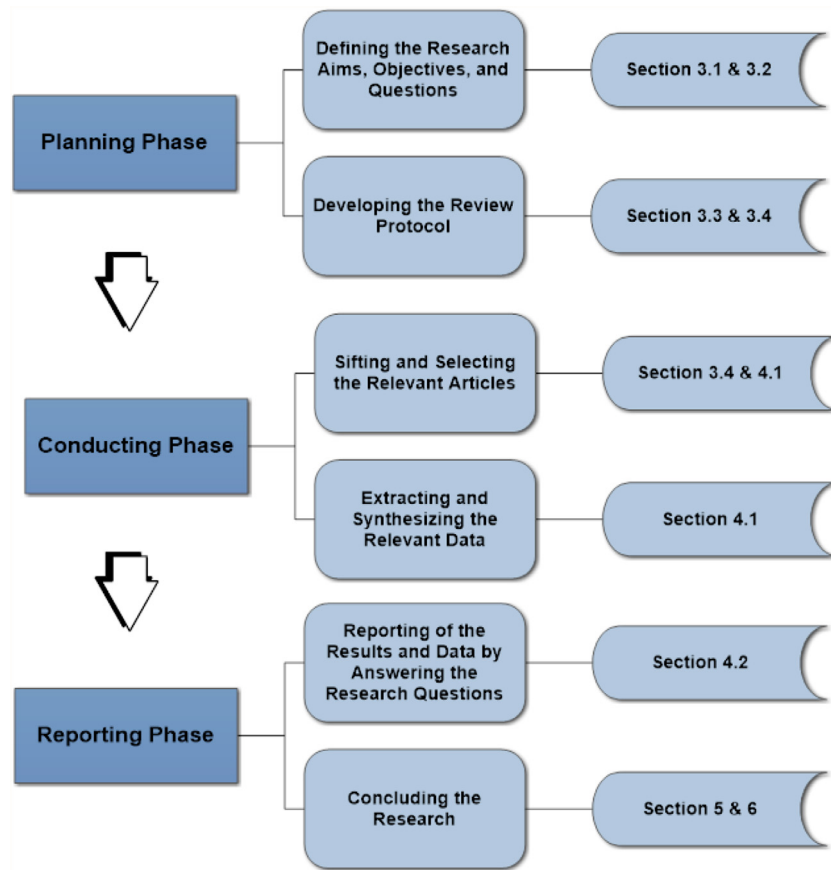 Defining the Research
Aims, Objectives, and
Questions
Section 3.1 & 3.2
Planning Phase
Developing the Review
Protocol
Section 3.3 & 3.4
Sifting and Selecting
the Relevant Articles
Section 3.4 & 4.1
Conducting Phase
Extracting and
Synthesizing the
Relevant Data
Section 4.1
Reporting of the
Results and Data by
Answering the
Research Questions
Section 4.2
Reporting Phase
Concluding the
Research
Section 5 & 6